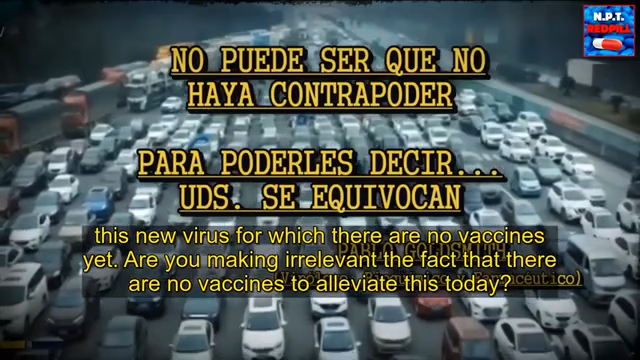 N.P.T.
REDPILL
NO PUEDE SER QUE NO
HAYA CONTRAPODER
PARA PODERLES DECIR...
UDS. SE EQUIVOCAN
this new virus for which there are no vaccines
yet. Are you making irrelevant the fact that there
are no vaccines to alleviate this today?